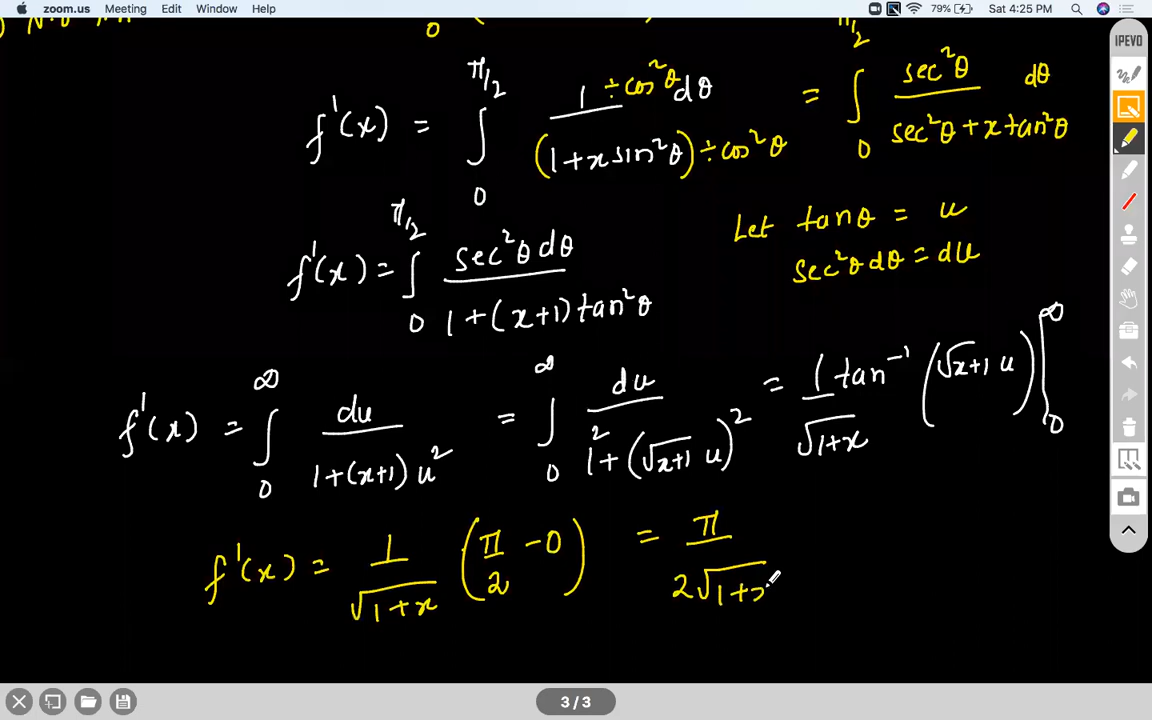 zoom.us Meeting Edit Window Help 79% Sat 4:25 PM
IPEVO
0 π/2
f'(x) = ∫₀^(π/2) 1 ÷ cos²θ dθ / (1+x sin²θ) ÷ cos²θ = ∫₀ sec²θ / sec²θ + x tan²θ dθ
Let tanθ = u
sec²θ dθ = du
f'(x) = ∫₀^(π/2) sec²θ dθ / 1+(x+1) tan²θ
f'(x) = ∫₀^∞ du / 1+(x+1) u² = ∫₀^∞ du / 1²+(√x+1 u)² = 1/√1+x tan⁻¹ (√x+1 u) |₀^∞
f'(x) = 1/√1+x (π/2 - 0) = π / 2√1+x
3/3